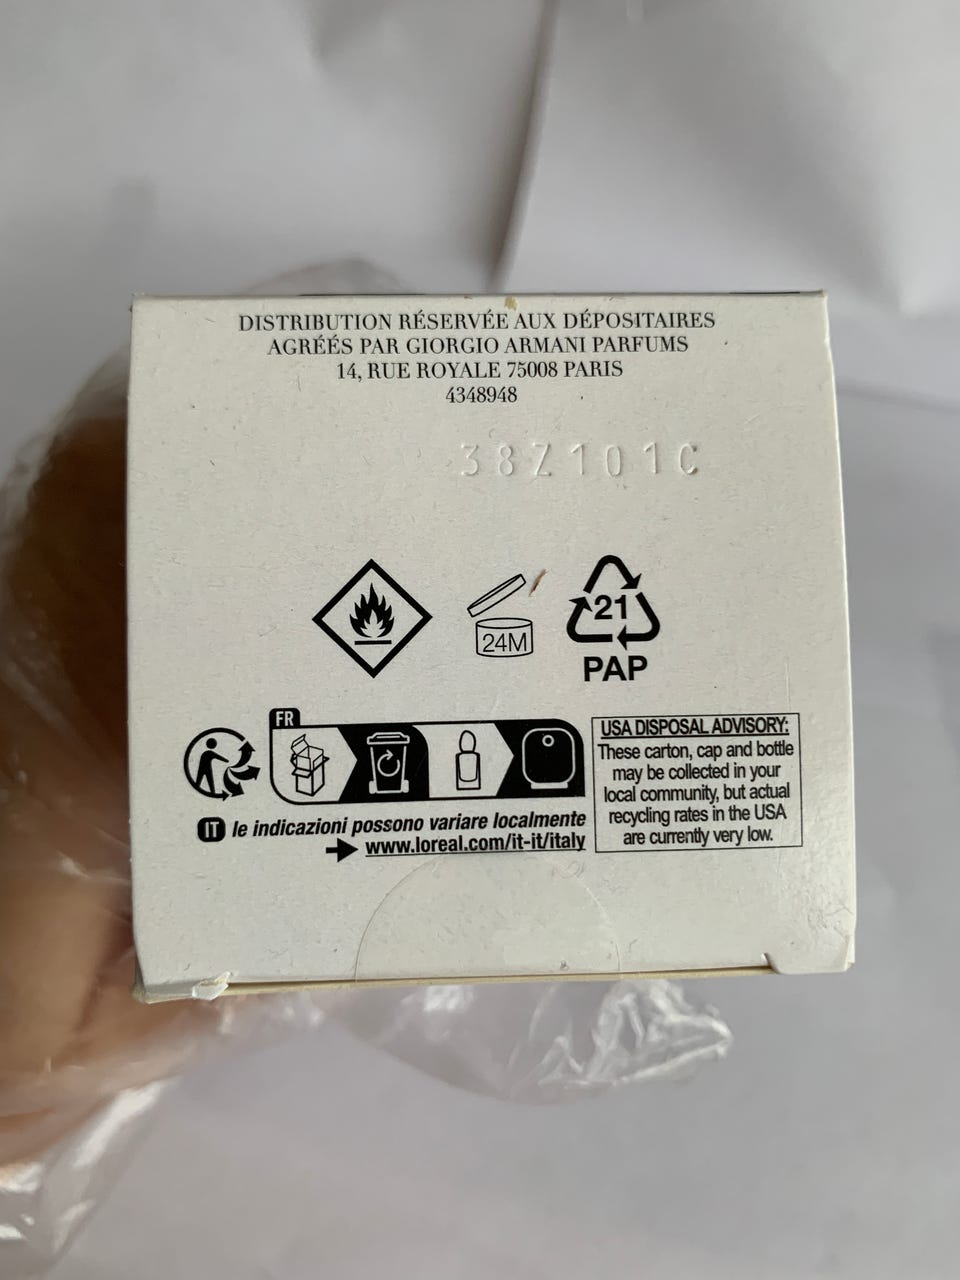 DISTRIBUTION RÉSERVÉE AUX DÉPOSITAIRES
AGRÉÉS PAR GIORGIO ARMANI PARFUMS
14, RUE ROYALE 75008 PARIS
4348948
38Z101C
24M
21
PAP
FR
IT le indicazioni possono variare localmente
www.loreal.com/it-it/italy
USA DISPOSAL ADVISORY:
These carton, cap and bottle
may be collected in your
local community, but actual
recycling rates in the USA
are currently very low.